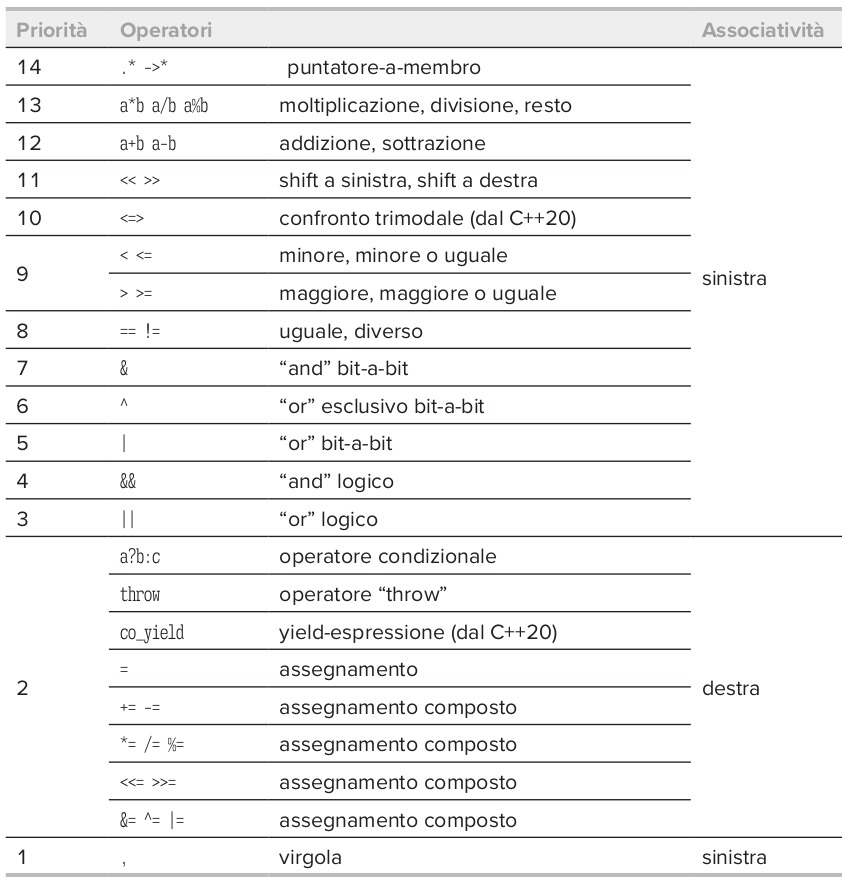 Priorità Operatori Associatività
14 .* ->* puntatore-a-membro
13 a*b a/b a%b moltiplicazione, divisione, resto
12 a+b a-b addizione, sottrazione
11 << >> shift a sinistra, shift a destra
10 <=> confronto trimodale (dal C++20)
9 < <= minore, minore o uguale
> >= maggiore, maggiore o uguale
sinistra
8 == != uguale, diverso
7 & “and” bit-a-bit
6 ^ “or” esclusivo bit-a-bit
5 | “or” bit-a-bit
4 && “and” logico
3 || “or” logico
2 a?b:c operatore condizionale
throw operatore “throw”
co_yield yield-espressione (dal C++20)
= assegnamento
destra
+= -= assegnamento composto
*= /= %= assegnamento composto
<<= >>= assegnamento composto
&= ^= |= assegnamento composto
1 , virgola sinistra